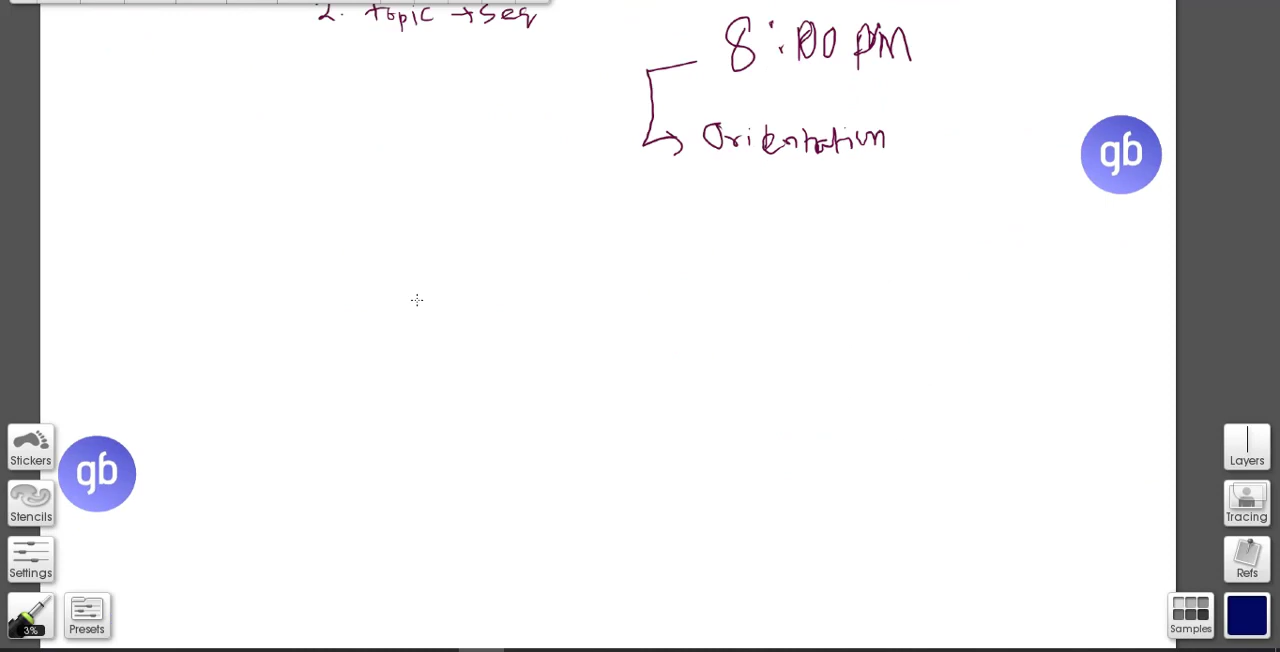 2. topic → seq
8:00 PM
Orientation
gb
gb
Stickers
Stencils
Settings
3%
Presets
Layers
Tracing
Refs
Samples